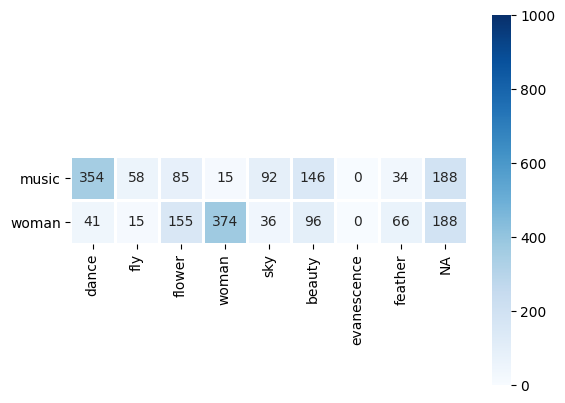 music 354 58 85 15 92 146 0 34 188
woman 41 15 155 374 36 96 0 66 188
dance fly flower woman sky beauty evanescence feather NA
1000
800
600
400
200
0